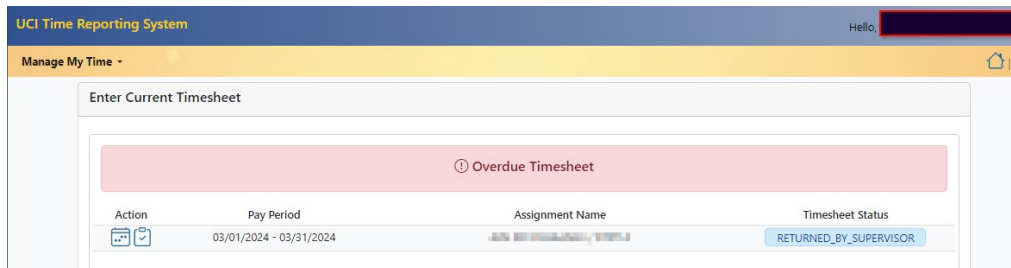 UCI Time Reporting System
Hello,
Manage My Time
Enter Current Timesheet
Overdue Timesheet
Action Pay Period Assignment Name Timesheet Status
03/01/2024 - 03/31/2024 RETURNED_BY_SUPERVISOR